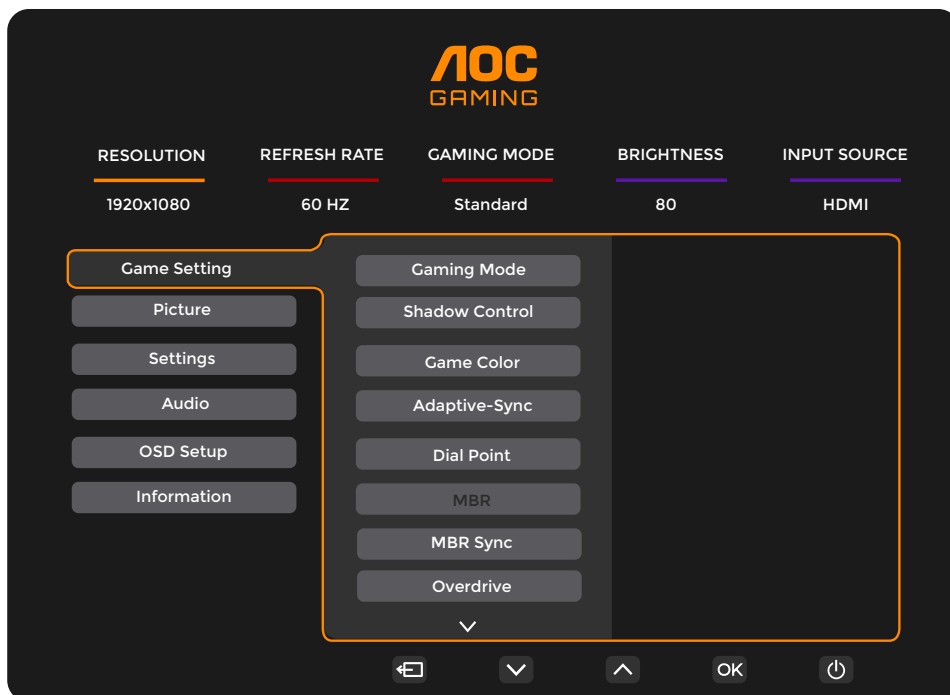 AOC
GAMING
RESOLUTION REFRESH RATE GAMING MODE BRIGHTNESS INPUT SOURCE
1920x1080 60 HZ Standard 80 HDMI
Game Setting
Picture
Settings
Audio
OSD Setup
Information
Gaming Mode
Shadow Control
Game Color
Adaptive-Sync
Dial Point
MBR
MBR Sync
Overdrive
OK